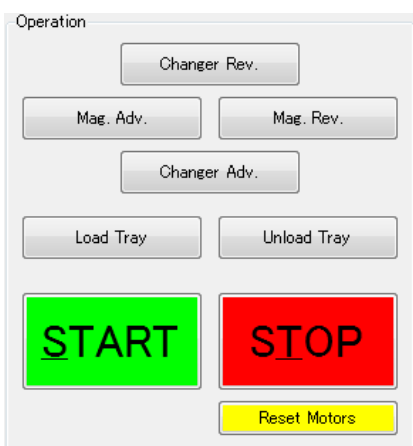 Operation
Changer Rev.
Mag. Adv. Mag. Rev.
Changer Adv.
Load Tray Unload Tray
START STOP
Reset Motors